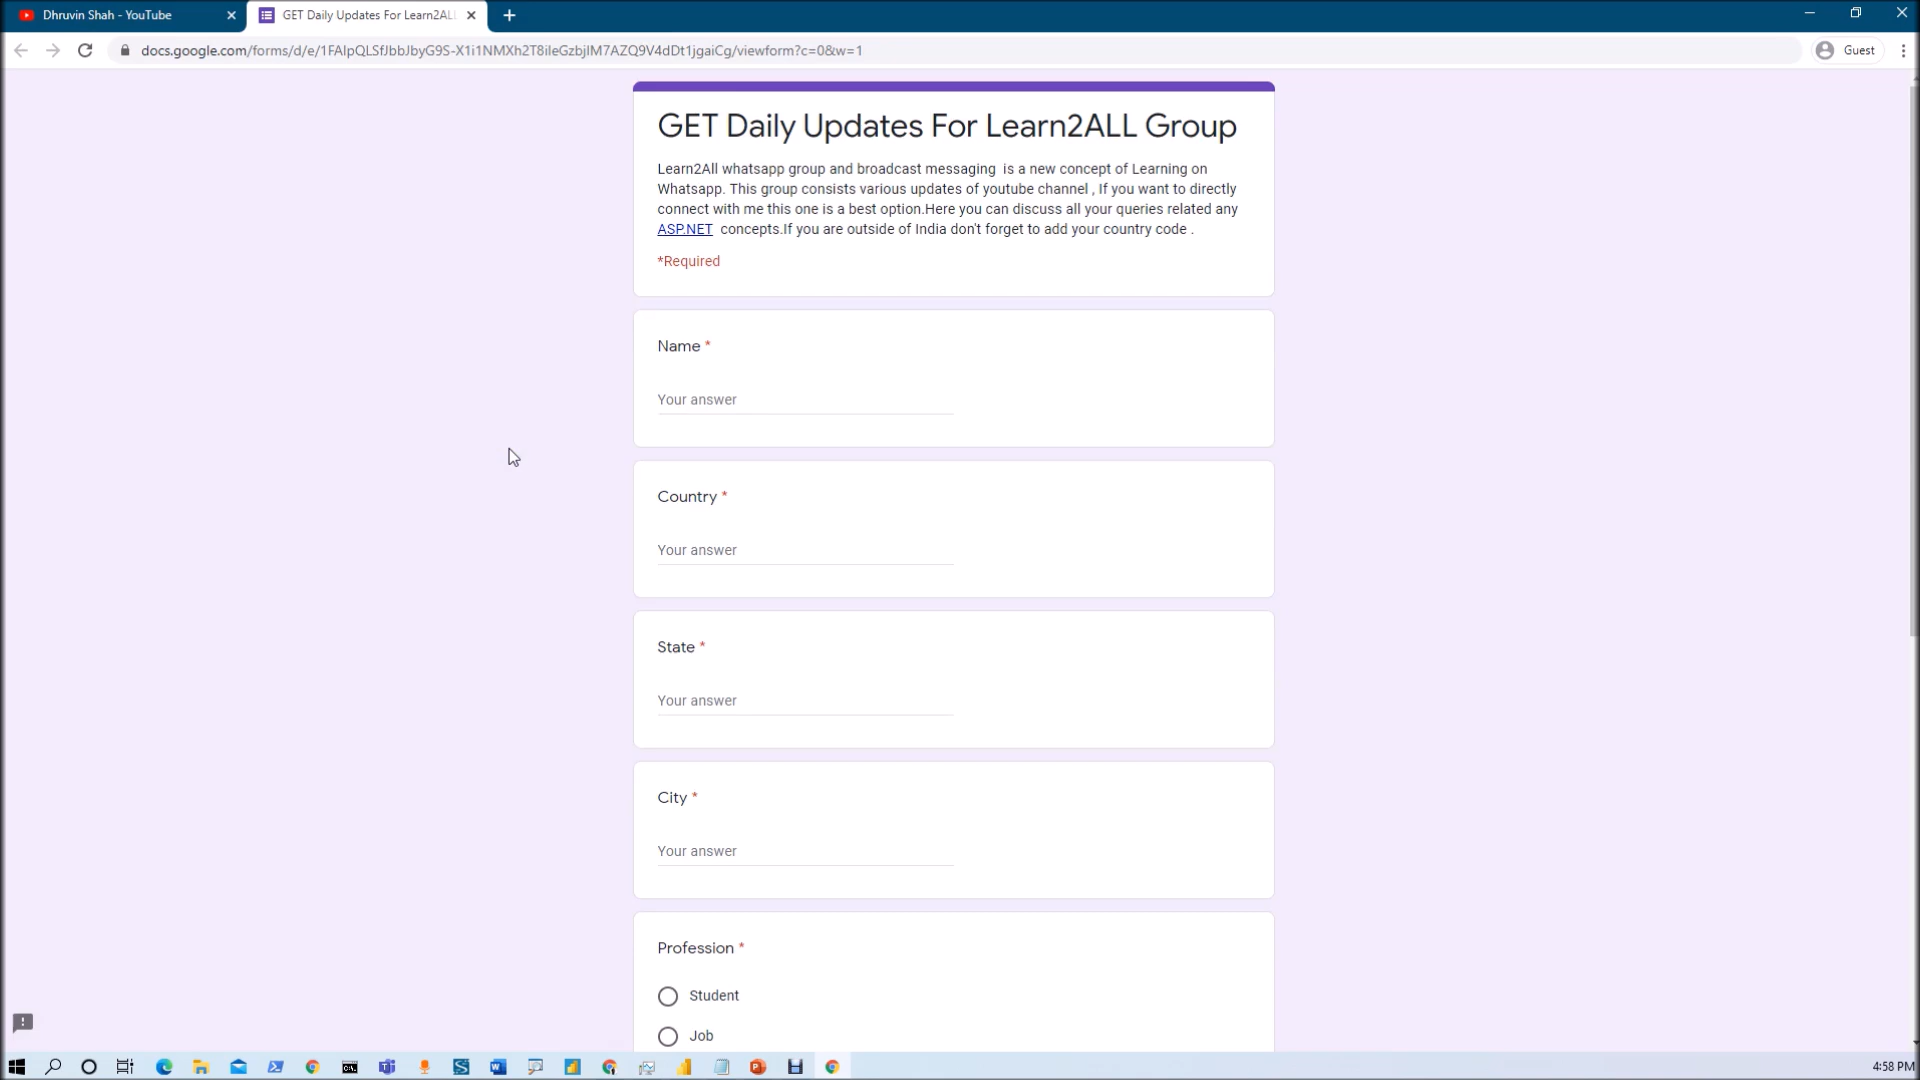 Dhruvin Shah - YouTube
GET Daily Updates For Learn2ALL
docs.google.com/forms/d/e/1FAIpQLSfJbbJbyG9S-X1i1NMXh2T8ileGzbjIM7AZQ9V4dDt1jgaiCg/viewform?c=0&w=1
Guest
GET Daily Updates For Learn2ALL Group
Learn2All whatsapp group and broadcast messaging  is a new concept of Learning on
Whatsapp. This group consists various updates of youtube channel , If you want to directly
connect with me this one is a best option.Here you can discuss all your queries related any
ASP.NET  concepts.If you are outside of India don't forget to add your country code .
*Required
Name *
Your answer
Country *
Your answer
State *
Your answer
City *
Your answer
Profession *
Student
Job
4:58 PM